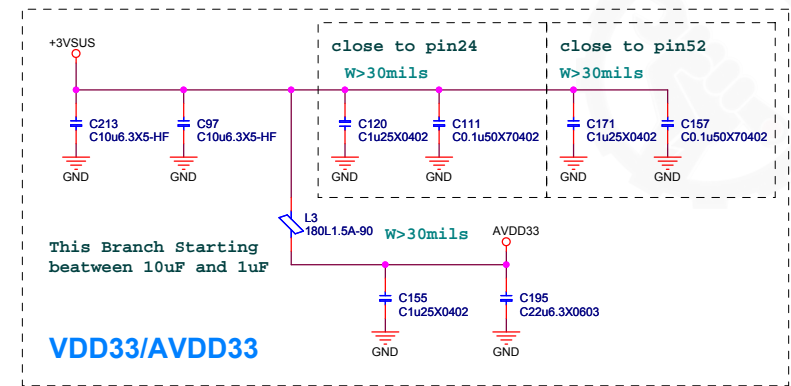 +3VSUS
close to pin24
W>30mils
close to pin52
W>30mils
C213
C10u6.3X5-HF
C97
C10u6.3X5-HF
C120
C1u25X0402
C111
C0.1u50X70402
C171
C1u25X0402
C157
C0.1u50X70402
GND
GND
GND
GND
GND
GND
L3
180L1.5A-90
W>30mils
AVDD33
This Branch Starting
beatween 10uF and 1uF
C155
C1u25X0402
C195
C22u6.3X0603
VDD33/AVDD33
GND
GND